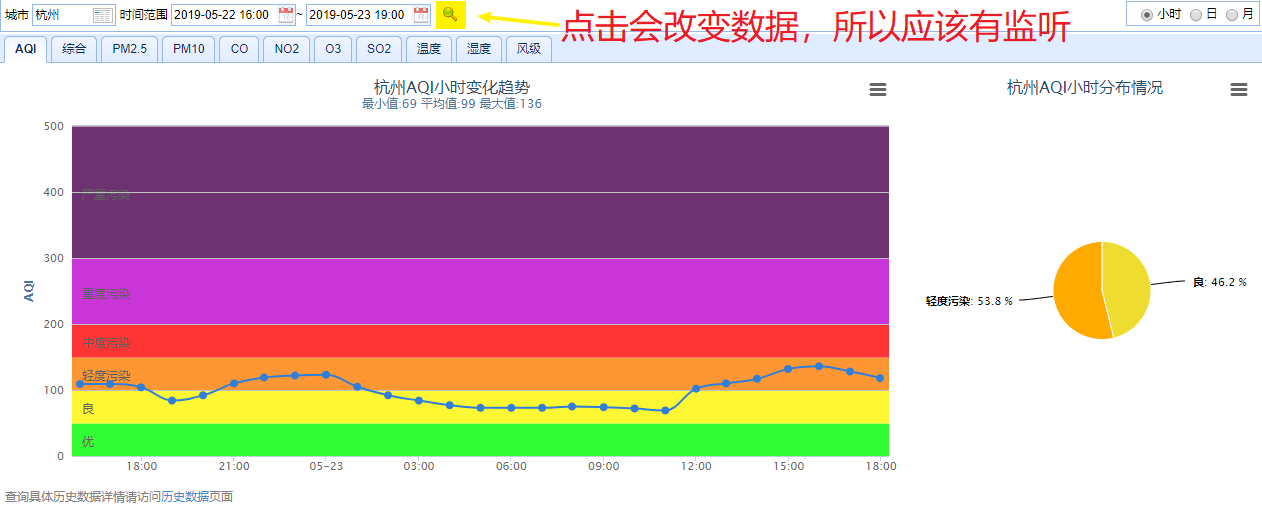 城市 杭州 时间范围 2019-05-22 16:00 ~ 2019-05-23 19:00 点击会改变数据，所以应该有监听 小时 日 月
AQI 综合 PM2.5 PM10 CO NO2 O3 SO2 温度 湿度 风级
杭州AQI小时变化趋势
最小值:69 平均值:99 最大值:136
杭州AQI小时分布情况
500
400
300
200
100
0
AQI
严重污染
重度污染
中度污染
轻度污染
良
优
18:00 21:00 05-23 03:00 06:00 09:00 12:00 15:00 18:00
轻度污染: 53.8 %
良: 46.2 %
查询具体历史数据详情请访问历史数据页面